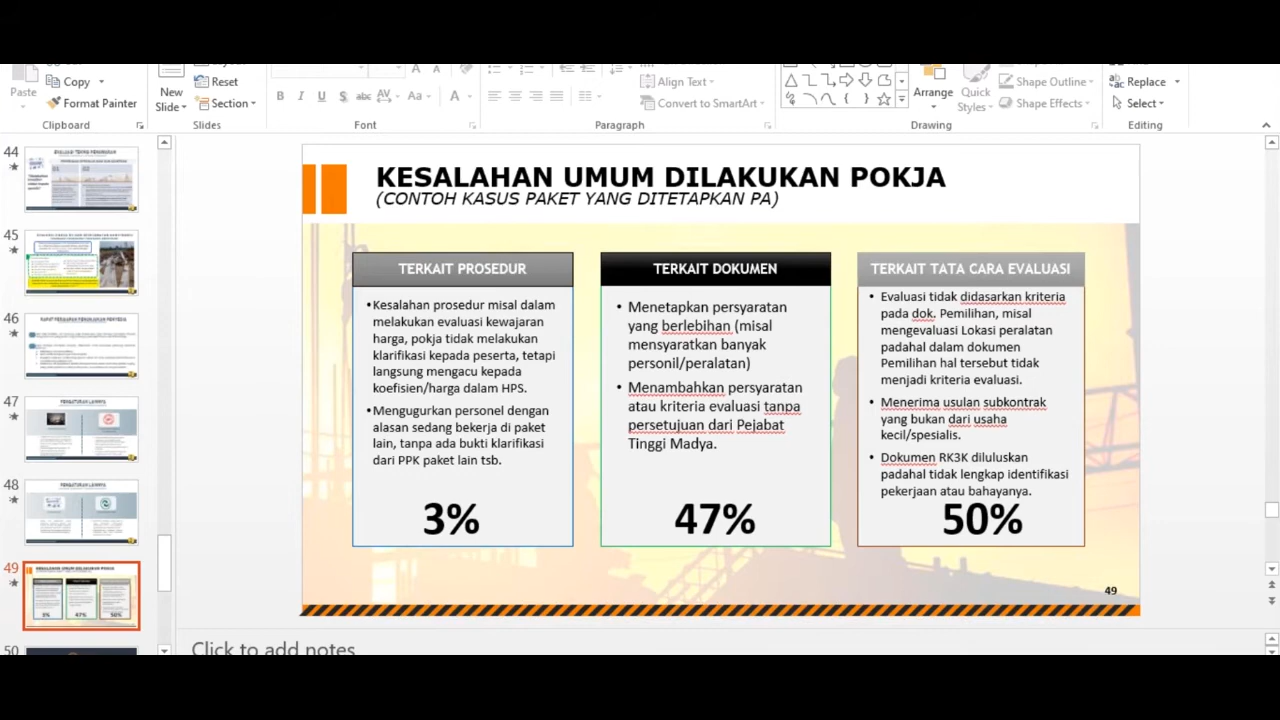 Copy
Reset
Align Text
Replace
Paste
Format Painter
New
Slide
Section
B I U S abc AV Aa A
Convert to SmartArt
Arrange
Quick
Styles
Shape Outline
Shape Effects
Select
Clipboard
Slides
Font
Paragraph
Drawing
Editing
44
45
46
47
48
49
50
KESALAHAN UMUM DILAKUKAN POKJA
(CONTOH KASUS PAKET YANG DITETAPKAN PA)
TERKAIT PROSEDUR
•Kesalahan prosedur misal dalam
melakukan evaluasi kewajaran
harga, pokja tidak melakukan
klarifikasi kepada peserta, tetapi
langsung mengacu kepada
koefisien/harga dalam HPS.
•Mengugurkan personel dengan
alasan sedang bekerja di paket
lain, tanpa ada bukti klarifikasi
dari PPK paket lain tsb.
3%
TERKAIT DOKUMEN
• Menetapkan persyaratan
yang berlebihan (misal
mensyaratkan banyak
personil/peralatan)
• Menambahkan persyaratan
atau kriteria evaluasi tanpa
persetujuan dari Pejabat
Tinggi Madya.
47%
TERKAIT TATA CARA EVALUASI
• Evaluasi tidak didasarkan kriteria
pada dok. Pemilihan, misal
mengevaluasi Lokasi peralatan
padahal dalam dokumen
Pemilihan hal tersebut tidak
menjadi kriteria evaluasi.
• Menerima usulan subkontrak
yang bukan dari usaha
kecil/spesialis.
• Dokumen RK3K diluluskan
padahal tidak lengkap identifikasi
pekerjaan atau bahayanya.
50%
49
Click to add notes